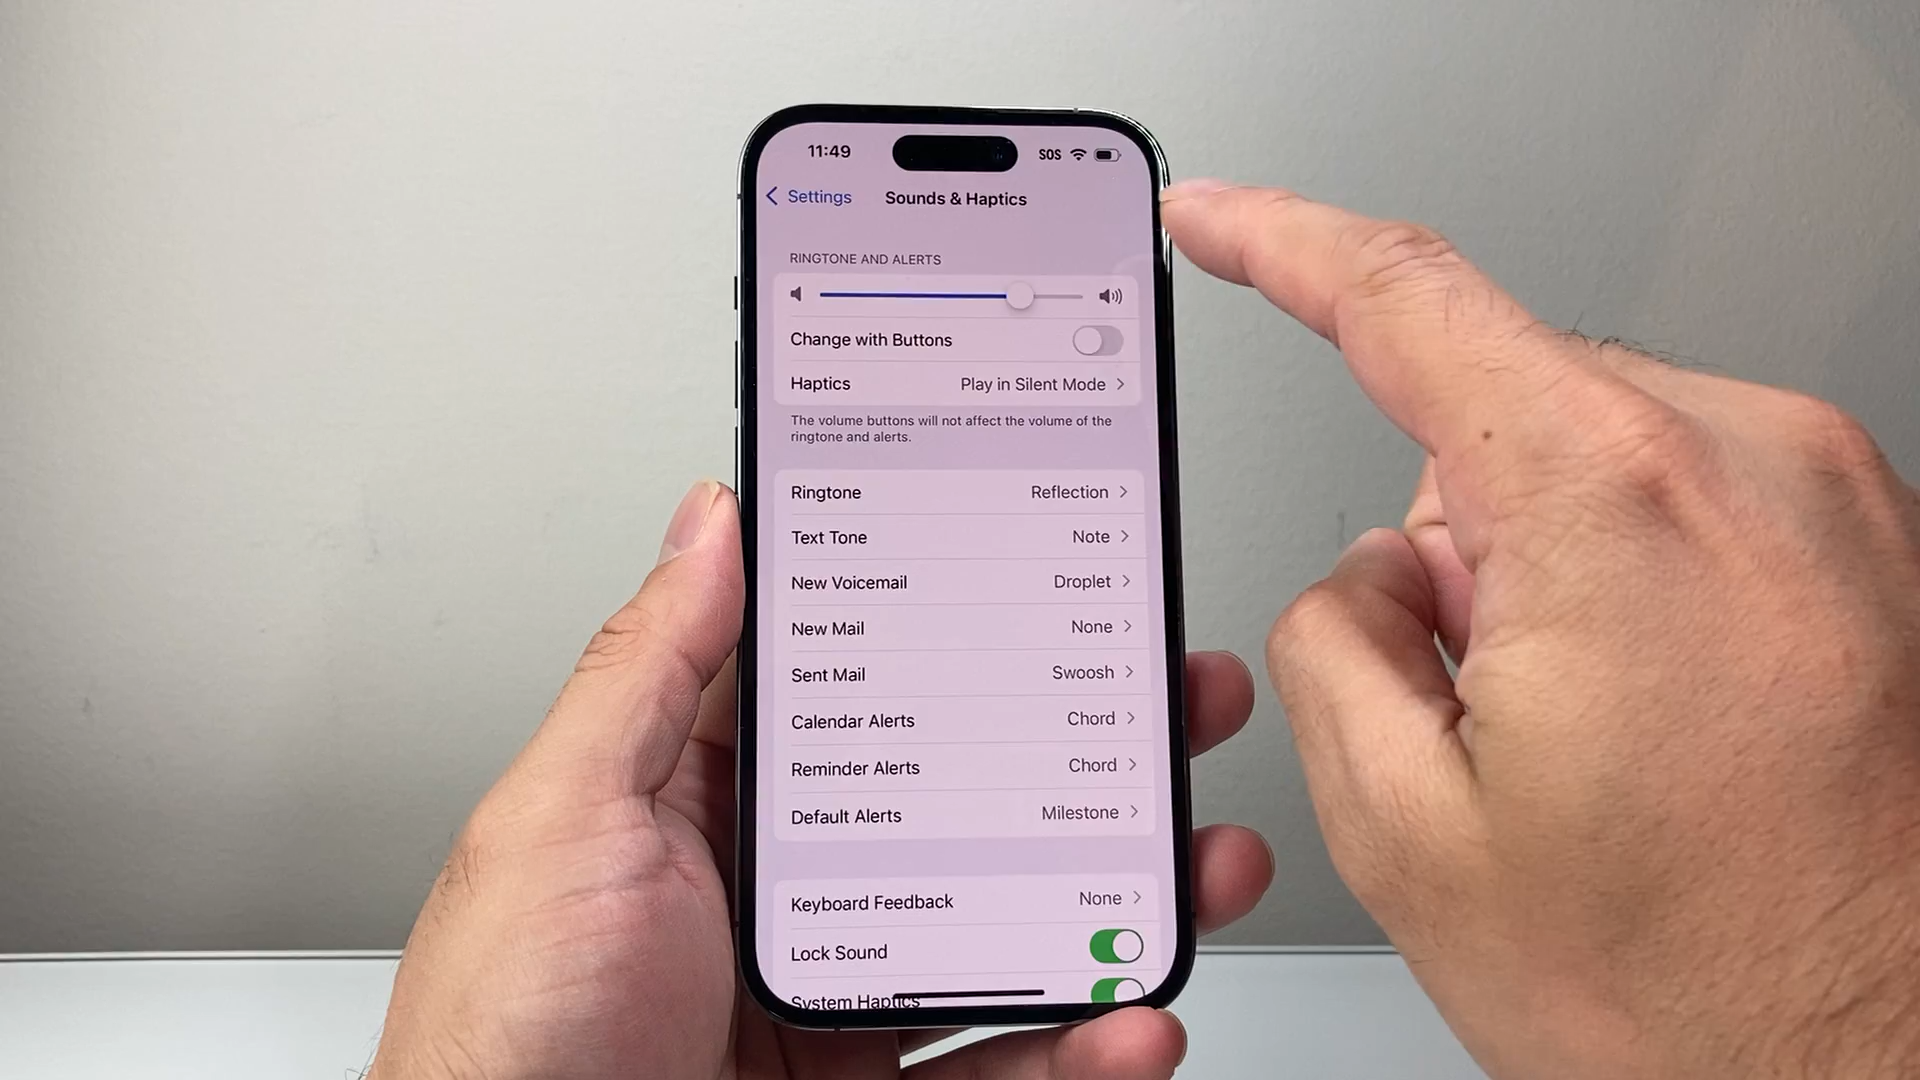 11:49 SOS
Settings Sounds & Haptics
RINGTONE AND ALERTS
Change with Buttons
Haptics Play in Silent Mode
The volume buttons will not affect the volume of the
ringtone and alerts.
Ringtone Reflection
Text Tone Note
New Voicemail Droplet
New Mail None
Sent Mail Swoosh
Calendar Alerts Chord
Reminder Alerts Chord
Default Alerts Milestone
Keyboard Feedback None
Lock Sound
System Haptics